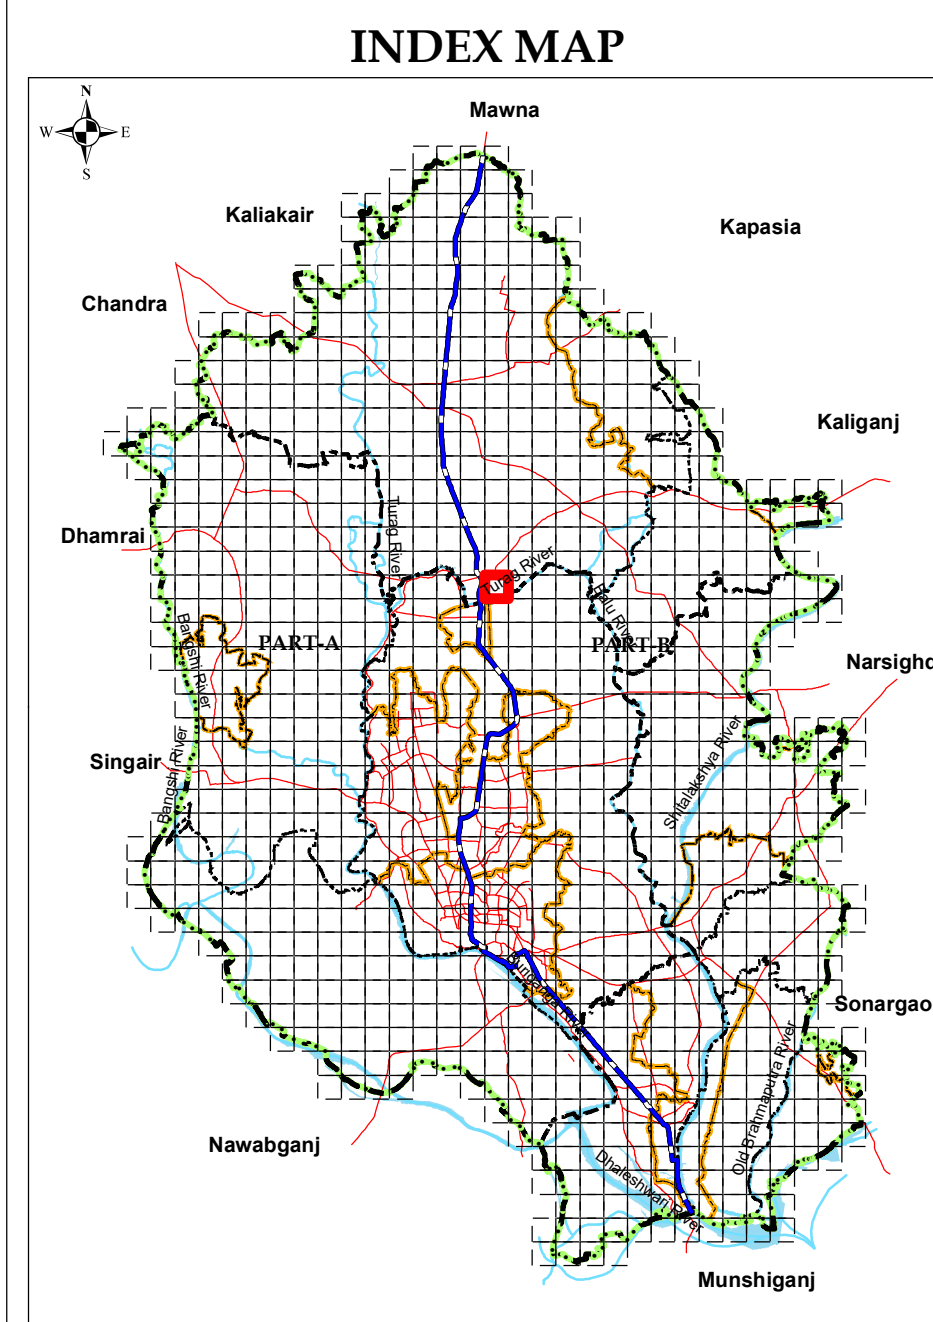 INDEX MAP
N
W E
S
Mawna
Kaliakair
Kapasia
Chandra
Kaliganj
Dhamrai
Turag River
Turag River
Balu River
Bangshi River
PART-A
PART-B
Narsighd
Singair
Bangshi River
Shitalakshya River
Buriganga River
Sonargao
Old Brahmaputra River
Nawabganj
Dhaleshwari River
Munshiganj